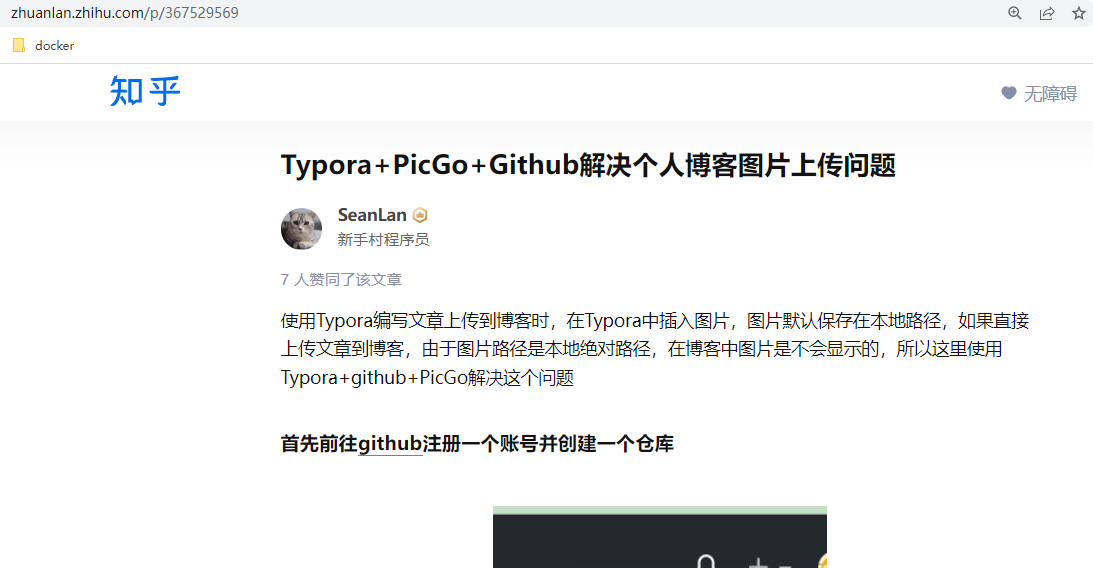 zhuanlan.zhihu.com/p/367529569
docker
知乎
无障碍
Typora+PicGo+Github解决个人博客图片上传问题
SeanLan
新手村程序员
7 人赞同了该文章
使用Typora编写文章上传到博客时，在Typora中插入图片，图片默认保存在本地路径，如果直接
上传文章到博客，由于图片路径是本地绝对路径，在博客中图片是不会显示的，所以这里使用
Typora+github+PicGo解决这个问题
首先前往github注册一个账号并创建一个仓库